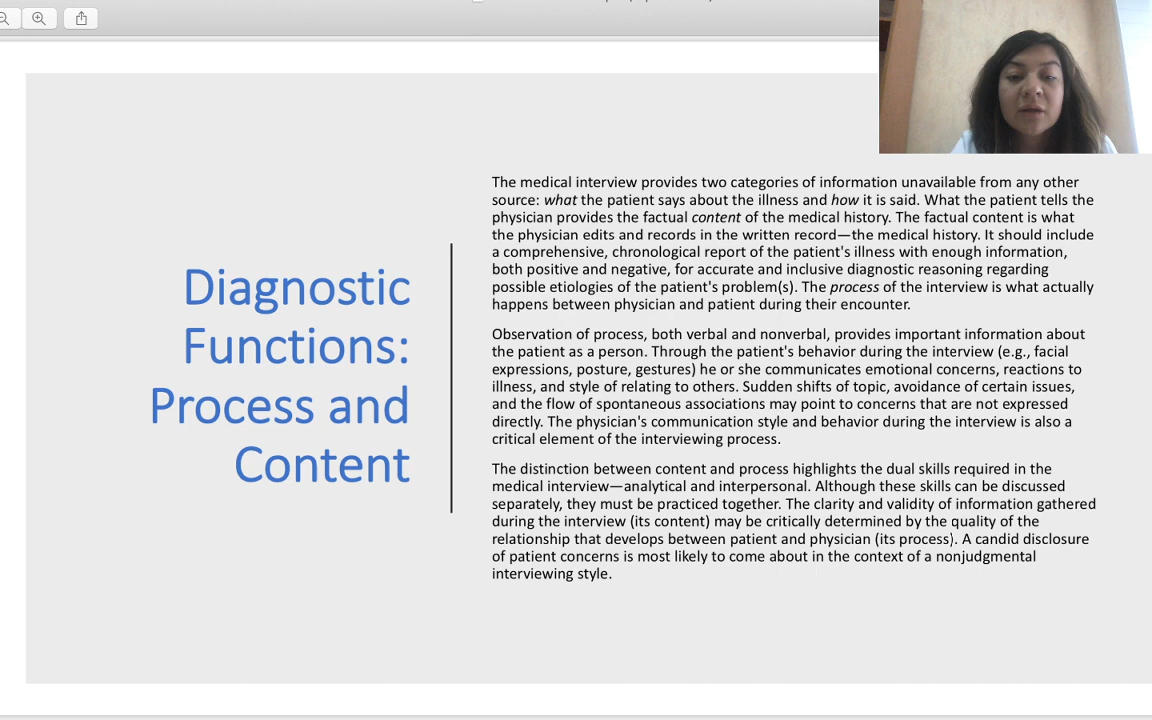 Diagnostic
Functions:
Process and
Content
The medical interview provides two categories of information unavailable from any other
source: what the patient says about the illness and how it is said. What the patient tells the
physician provides the factual content of the medical history. The factual content is what
the physician edits and records in the written record—the medical history. It should include
a comprehensive, chronological report of the patient's illness with enough information,
both positive and negative, for accurate and inclusive diagnostic reasoning regarding
possible etiologies of the patient's problem(s). The process of the interview is what actually
happens between physician and patient during their encounter.
Observation of process, both verbal and nonverbal, provides important information about
the patient as a person. Through the patient's behavior during the interview (e.g., facial
expressions, posture, gestures) he or she communicates emotional concerns, reactions to
illness, and style of relating to others. Sudden shifts of topic, avoidance of certain issues,
and the flow of spontaneous associations may point to concerns that are not expressed
directly. The physician's communication style and behavior during the interview is also a
critical element of the interviewing process.
The distinction between content and process highlights the dual skills required in the
medical interview—analytical and interpersonal. Although these skills can be discussed
separately, they must be practiced together. The clarity and validity of information gathered
during the interview (its content) may be critically determined by the quality of the
relationship that develops between patient and physician (its process). A candid disclosure
of patient concerns is most likely to come about in the context of a nonjudgmental
interviewing style.